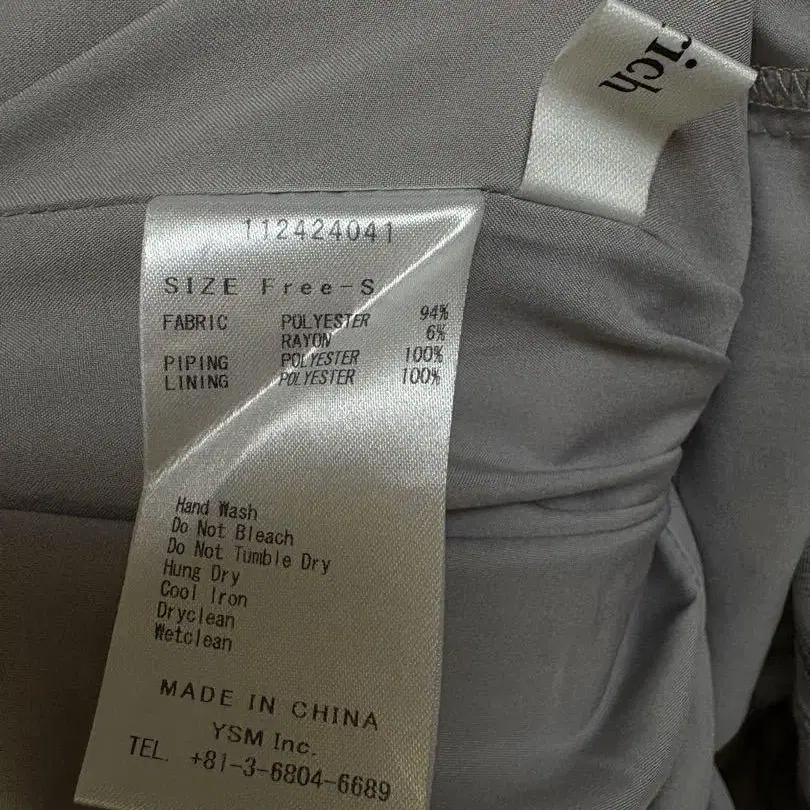 rich
112424041
SIZE Free-S
FABRIC POLYESTER 94%
RAYON 6%
PIPING POLYESTER 100%
LINING POLYESTER 100%
Hand Wash
Do Not Bleach
Do Not Tumble Dry
Hung Dry
Cool Iron
Dryclean
Wetclean
MADE IN CHINA
YSM Inc.
TEL. +81-3-6804-6689